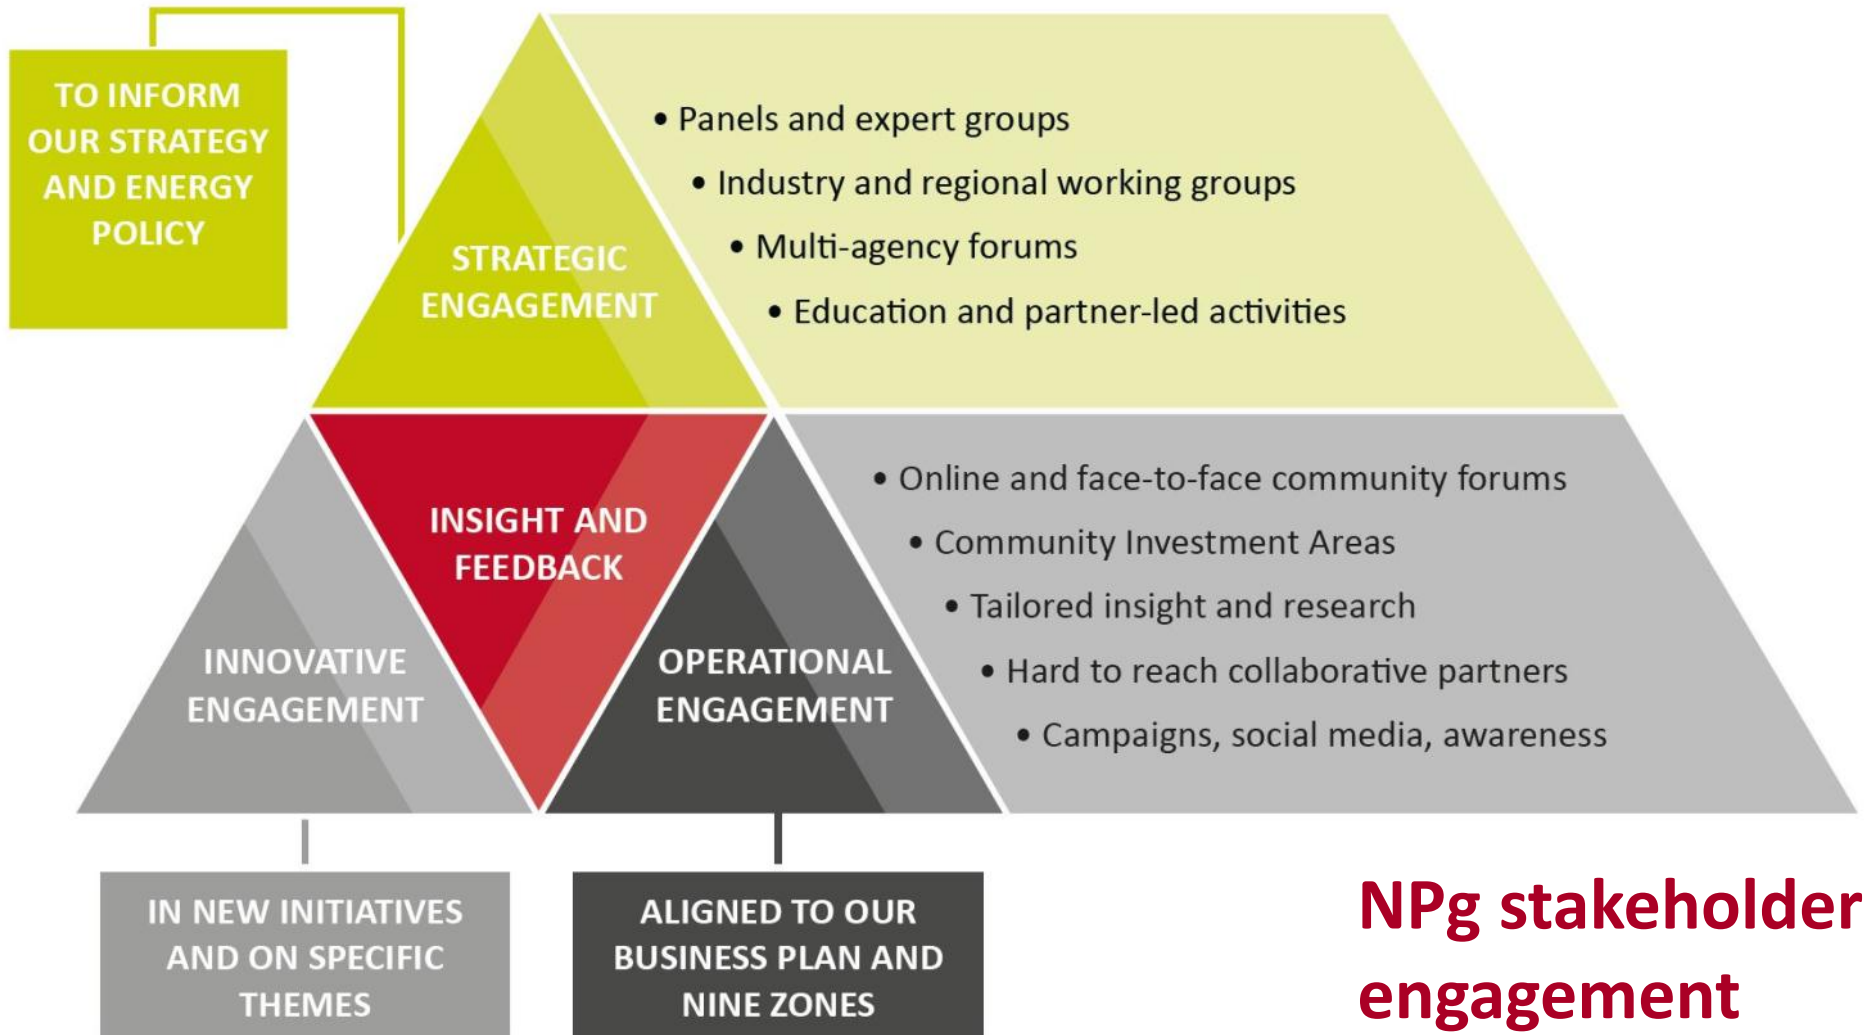 TO INFORM
OUR STRATEGY
AND ENERGY
POLICY
STRATEGIC
ENGAGEMENT
• Panels and expert groups
• Industry and regional working groups
• Multi-agency forums
• Education and partner-led activities
INSIGHT AND
FEEDBACK
INNOVATIVE
ENGAGEMENT
OPERATIONAL
ENGAGEMENT
• Online and face-to-face community forums
• Community Investment Areas
• Tailored insight and research
• Hard to reach collaborative partners
• Campaigns, social media, awareness
IN NEW INITIATIVES
AND ON SPECIFIC
THEMES
ALIGNED TO OUR
BUSINESS PLAN AND
NINE ZONES
NPg stakeholder
engagement